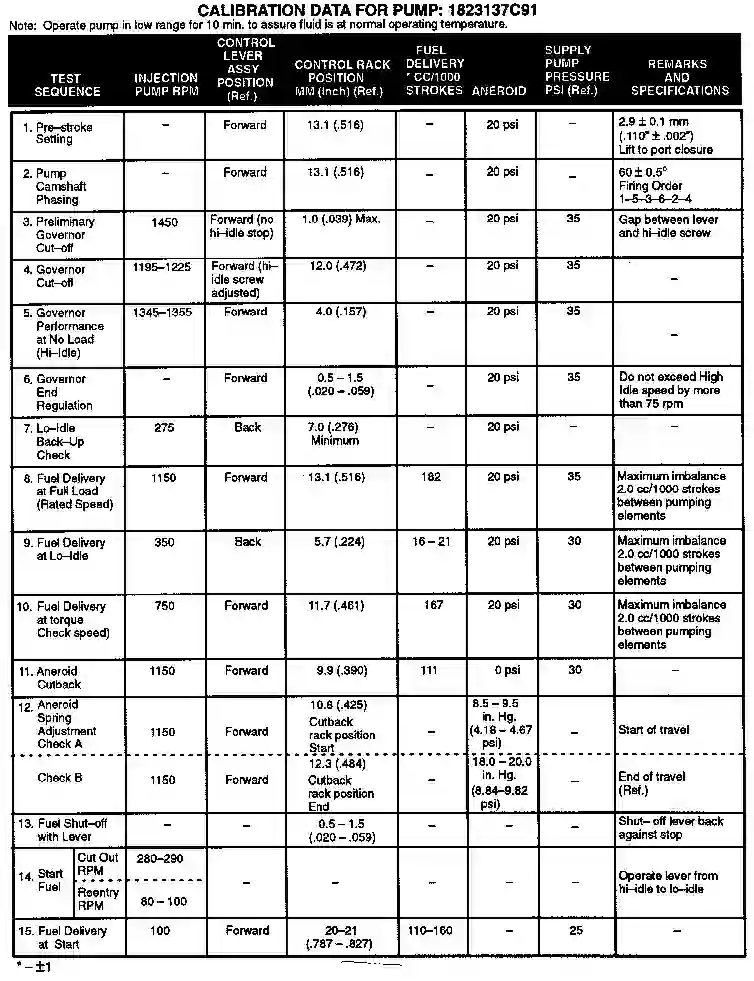 CALIBRATION DATA FOR PUMP: 1823137C91
Note: Operate pump in low range for 10 min. to assure fluid is at normal operating temperature.
TEST SEQUENCE | INJECTION PUMP RPM | CONTROL LEVER ASSY POSITION (Ref.) | CONTROL RACK POSITION MM (Inch) (Ref.) | FUEL DELIVERY * CC/1000 STROKES | ANEROID | SUPPLY PUMP PRESSURE PSI (Ref.) | REMARKS AND SPECIFICATIONS
1. Pre–stroke Setting | – | Forward | 13.1 (.516) | – | 20 psi | – | 2.9 ± 0.1 mm (.110" ± .002") Lift to port closure
2. Pump Camshaft Phasing | – | Forward | 13.1 (.516) | – | 20 psi | – | 60 ± 0.5° Firing Order 1–5–3–6–2–4
3. Preliminary Governor Cut–off | 1450 | Forward (no hi–idle stop) | 1.0 (.039) Max. | – | 20 psi | 35 | Gap between lever and hi–idle screw
4. Governor Cut–off | 1195–1225 | Forward (hi–idle screw adjusted) | 12.0 (.472) | – | 20 psi | 35 | –
5. Governor Performance at No Load (Hi–Idle) | 1345–1355 | Forward | 4.0 (.157) | – | 20 psi | 35 | –
6. Governor End Regulation | – | Forward | 0.5 – 1.5 (.020 – .059) | – | 20 psi | 35 | Do not exceed High Idle speed by more than 75 rpm
7. Lo–Idle Back–Up Check | 275 | Back | 7.0 (.276) Minimum | – | 20 psi | – | –
8. Fuel Delivery at Full Load (Rated Speed) | 1150 | Forward | 13.1 (.516) | 182 | 20 psi | 35 | Maximum imbalance 2.0 cc/1000 strokes between pumping elements
9. Fuel Delivery at Lo–Idle | 350 | Back | 5.7 (.224) | 16 – 21 | 20 psi | 30 | Maximum imbalance 2.0 cc/1000 strokes between pumping elements
10. Fuel Delivery at torque Check speed) | 750 | Forward | 11.7 (.461) | 167 | 20 psi | 30 | Maximum imbalance 2.0 cc/1000 strokes between pumping elements
11. Aneroid Cutback | 1150 | Forward | 9.9 (.390) | 111 | 0 psi | 30 | –
12. Aneroid Spring Adjustment Check A | 1150 | Forward | 10.8 (.425) Cutback rack position Start | – | 8.5 – 9.5 in. Hg. (4.18 – 4.67 psi) | – | Start of travel
Check B | 1150 | Forward | 12.3 (.484) Cutback rack position End | – | 18.0 – 20.0 in. Hg. (8.84–9.82 psi) | – | End of travel (Ref.)
13. Fuel Shut–off with Lever | – | – | 0.5 – 1.5 (.020 – .059) | – | – | – | Shut– off lever back against stop
14. Start Fuel | Cut Out RPM | 280–290
Reentry RPM | 80 – 100 | – | – | – | – | – | Operate lever from hi–idle to lo–idle
15. Fuel Delivery at Start | 100 | Forward | 20–21 (.787 – .827) | 110–160 | – | 25 | –
* – ±1